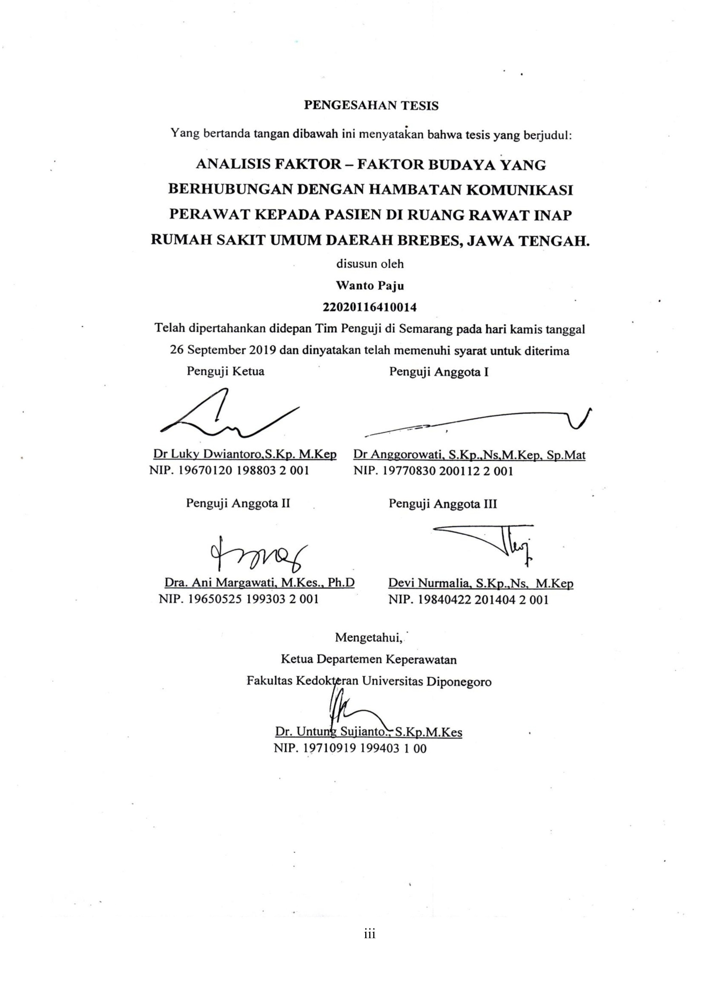 PENGESAHAN TESIS
Yang bertanda tangan dibawah ini menyatakan bahwa tesis yang berjudul:
ANALISIS FAKTOR – FAKTOR BUDAYA YANG
BERHUBUNGAN DENGAN HAMBATAN KOMUNIKASI
PERAWAT KEPADA PASIEN DI RUANG RAWAT INAP
RUMAH SAKIT UMUM DAERAH BREBES, JAWA TENGAH.
disusun oleh
Wanto Paju
22020116410014
Telah dipertahankan didepan Tim Penguji di Semarang pada hari kamis tanggal
26 September 2019 dan dinyatakan telah memenuhi syarat untuk diterima
Penguji Ketua Penguji Anggota I
Dr Luky Dwiantoro,S.Kp. M.Kep Dr Anggorowati, S.Kp.,Ns,M.Kep, Sp.Mat
NIP. 19670120 198803 2 001 NIP. 19770830 200112 2 001
Penguji Anggota II Penguji Anggota III
Dra. Ani Margawati, M.Kes., Ph.D Devi Nurmalia, S.Kp.,Ns, M.Kep
NIP. 19650525 199303 2 001 NIP. 19840422 201404 2 001
Mengetahui,
Ketua Departemen Keperawatan
Fakultas Kedokteran Universitas Diponegoro
Dr. Untung Sujianto., S.Kp.M.Kes
NIP. 19710919 199403 1 00
iii